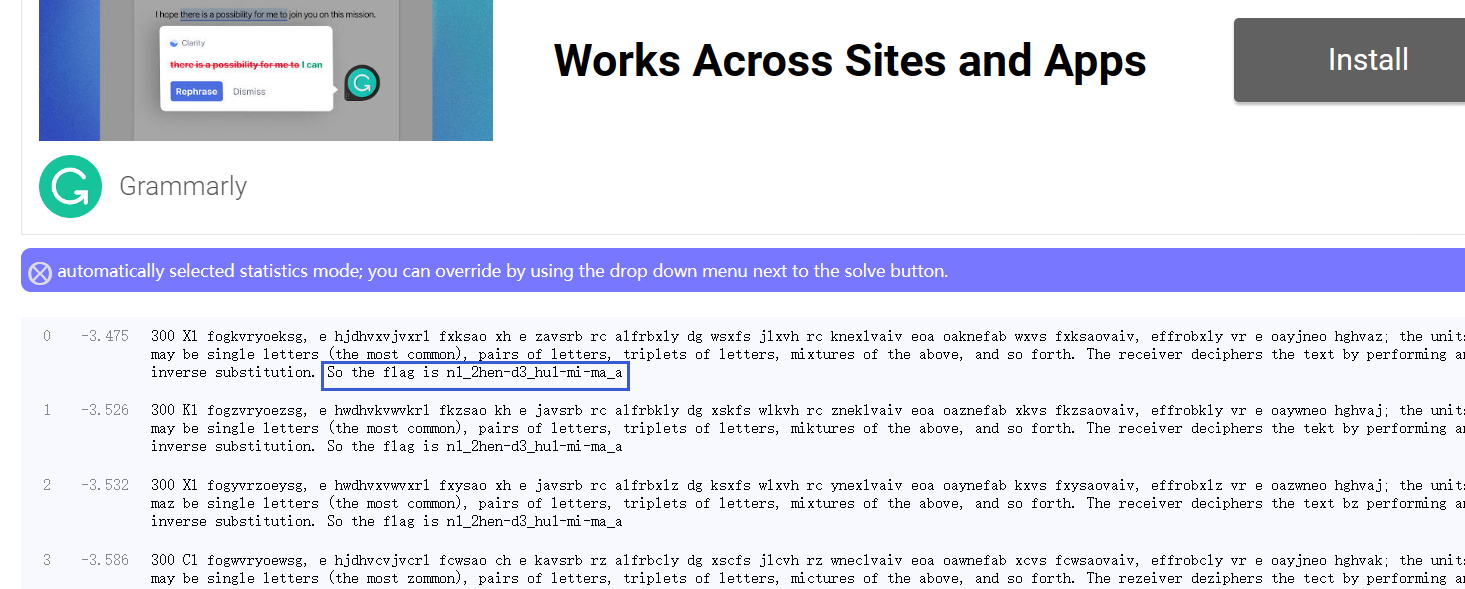 I hope there is a possibility for me to join you on this mission.
Clarity
there is a possibility for me to I can
Rephrase Dismiss
Works Across Sites and Apps
Install
Grammarly
automatically selected statistics mode; you can override by using the drop down menu next to the solve button.
0 -3.475 300 X1 fogkvryoeksg, e hjdhvxvjvxrl fxksao xh e zavsrb rc alfrbxly dg wsxfs jlxvh rc knexlvaiv eoa oaknefab wxvs fxksaovaiv, effrobxly vr e oayjneo hghvaz; the units
may be single letters (the most common), pairs of letters, triplets of letters, mixtures of the above, and so forth. The receiver deciphers the text by performing an
inverse substitution. So the flag is nl_2hen-d3_hul-mi-ma_a
1 -3.526 300 K1 fogzvryoezsg, e hwdhvkvwvkrl fkzsao kh e javsrb rc alfrbkly dg xskfs wlkvh rc zneklvaiv eoa oaznefab xkvs fkzsaovaiv, effrobkly vr e oaywneo hghvaj; the units
may be single letters (the most common), pairs of letters, triplets of letters, miktures of the above, and so forth. The receiver deciphers the tekt by performing an
inverse substitution. So the flag is nl_2hen-d3_hul-mi-ma_a
2 -3.532 300 X1 fogyvrzoeysg, e hwdhvxvwvxrl fxysao xh e javsrb rc alfrbxlz dg ksxfs wlxvh rc ynexlvaiv eoa oaynefab kxvs fxysaovaiv, effrobxlz vr e oazwneo hghvaj; the units
maz be single letters (the most common), pairs of letters, triplets of letters, mixtures of the above, and so forth. The receiver deciphers the text bz performing an
inverse substitution. So the flag is nl_2hen-d3_hul-mi-ma_a
3 -3.586 300 C1 fogwvryoewsg, e hjdhvcvjvcrl fcwsao ch e kavsrb rz alfrbcly dg xscfs jlcvh rz wneclvaiv eoa oawnefab xcvs fcwsaovaiv, effrobcly vr e oayjneo hghvak; the units
may be single letters (the most zommon), pairs of letters, triplets of letters, mictures of the above, and so forth. The rezeiver deziphers the tect by performing an